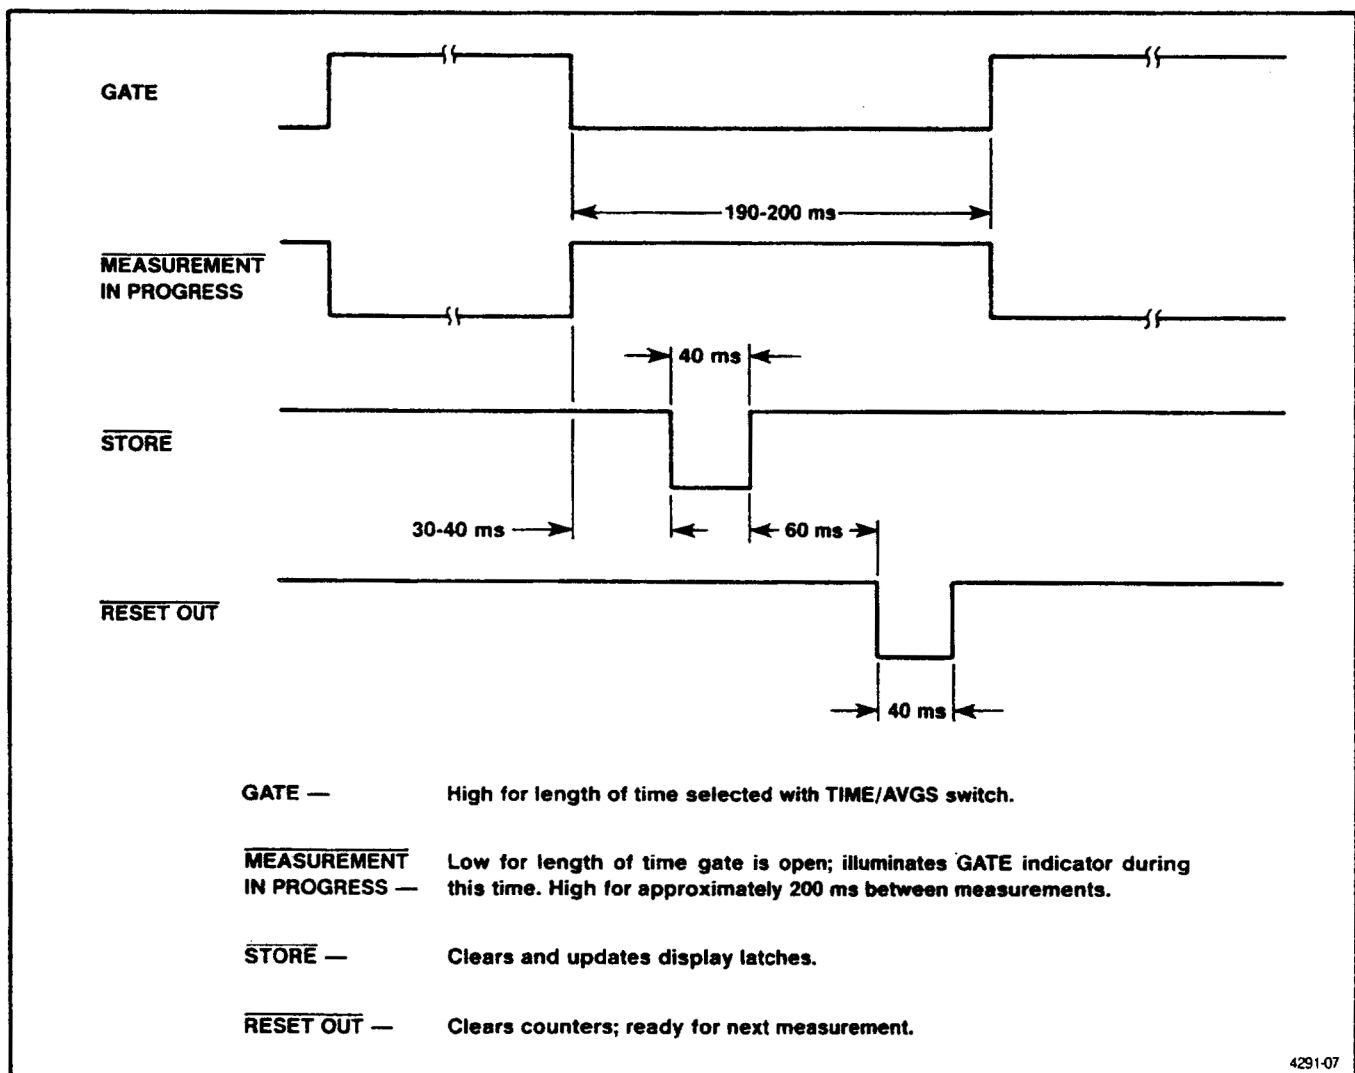 GATE
190-200 ms
MEASUREMENT
IN PROGRESS
40 ms
STORE
30-40 ms
60 ms
RESET OUT
40 ms
GATE — High for length of time selected with TIME/AVGS switch.
MEASUREMENT Low for length of time gate is open; illuminates GATE indicator during
IN PROGRESS — this time. High for approximately 200 ms between measurements.
STORE — Clears and updates display latches.
RESET OUT — Clears counters; ready for next measurement.
4291-07